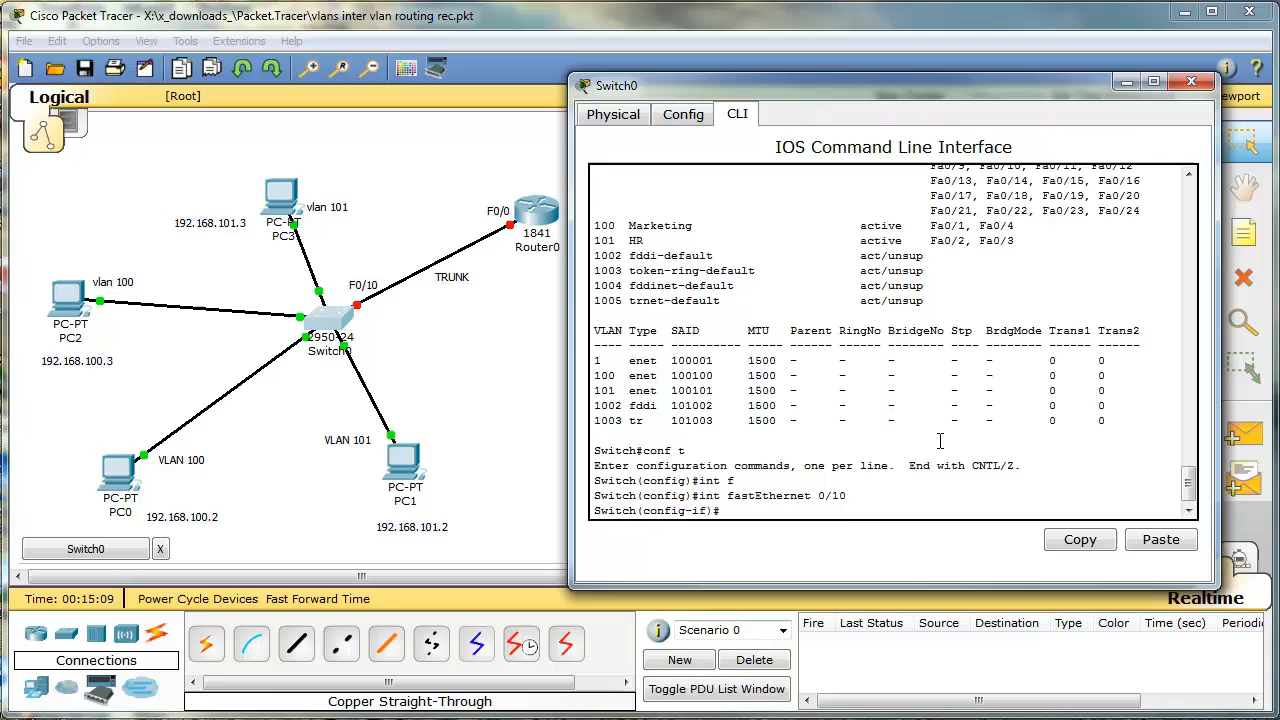 Cisco Packet Tracer - X:\x_downloads_\Packet.Tracer\vlans inter vlan routing rec.pkt
File Edit Options View Tools Extensions Help
Logical [Root]
ewport
vlan 101
192.168.101.3
PC-PT
PC3
F0/0
1841
Router0
vlan 100
F0/10
TRUNK
PC-PT
PC2
192.168.100.3
2950-24
Switch0
VLAN 101
VLAN 100
PC-PT
PC0
192.168.100.2
PC-PT
PC1
192.168.101.2
Switch0 X
Switch0
Physical Config CLI
IOS Command Line Interface
Fa0/9, Fa0/10, Fa0/11, Fa0/12
Fa0/13, Fa0/14, Fa0/15, Fa0/16
Fa0/17, Fa0/18, Fa0/19, Fa0/20
Fa0/21, Fa0/22, Fa0/23, Fa0/24
100 Marketing active Fa0/1, Fa0/4
101 HR active Fa0/2, Fa0/3
1002 fddi-default act/unsup
1003 token-ring-default act/unsup
1004 fddinet-default act/unsup
1005 trnet-default act/unsup
VLAN Type SAID MTU Parent RingNo BridgeNo Stp BrdgMode Trans1 Trans2
---- ----- ---------- ----- ------ ------ -------- ---- -------- ------ ------
1 enet 100001 1500 - - - - - 0 0
100 enet 100100 1500 - - - - - 0 0
101 enet 100101 1500 - - - - - 0 0
1002 fddi 101002 1500 - - - - - 0 0
1003 tr 101003 1500 - - - - - 0 0
Switch#conf t
Enter configuration commands, one per line. End with CNTL/Z.
Switch(config)#int f
Switch(config)#int fastEthernet 0/10
Switch(config-if)#
Copy Paste
Time: 00:15:09 Power Cycle Devices Fast Forward Time
Realtime
Connections
Copper Straight-Through
Scenario 0
New Delete
Toggle PDU List Window
Fire Last Status Source Destination Type Color Time (sec) Periodi